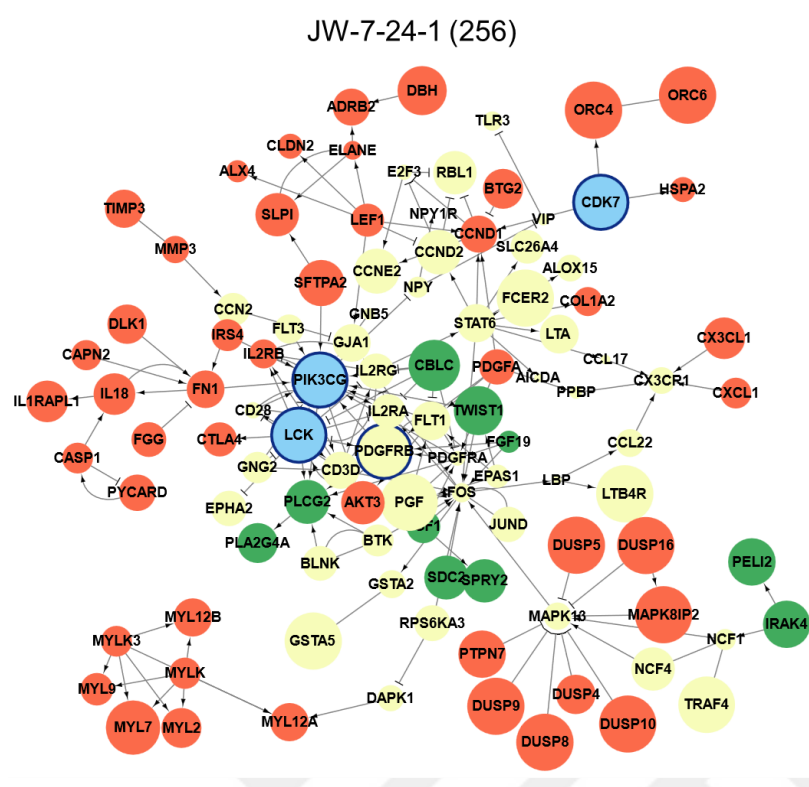 JW-7-24-1 (256)
DBH
ORC6
ADRB2
ORC4
TLR3
CLDN2
ELANE
ALX4
E2F3
RBL1
BTG2
HSPA2
CDK7
TIMP3
SLPI
LEF1
NPY1R
VIP
CCND1
MMP3
CCND2
SLC26A4
CCNE2
ALOX15
SFTPA2
NPY
FCER2
COL1A2
CCN2
GNB5
DLK1
FLT3
STAT6
LTA
IRS4
GJA1
CX3CL1
CAPN2
IL2RB
CCL17
IL2RG
CBLC
PDGFA
AICDA
CX3CR1
PIK3CG
PPBP
CXCL1
IL1RAPL1
IL18
FN1
CD28
IL2RA
TWIST1
FLT1
FGG
CTLA4
LCK
FGF19
CCL22
CASP1
PDGFRB
PDGFRA
GNG2
CD3D
EPAS1
LBP
PYCARD
FOS
LTB4R
EPHA2
PLCG2
AKT3
PGF
JUND
PLA2G4A
BTK
BLNK
DUSP5
DUSP16
PELI2
GSTA2
SDC2
SPRY2
MYL12B
RPS6KA3
MAPK13
MAPK8IP2
IRAK4
MYLK3
GSTA5
NCF1
PTPN7
NCF4
MYLK
MYL9
DAPK1
DUSP4
TRAF4
DUSP9
MYL7
MYL2
MYL12A
DUSP10
DUSP8